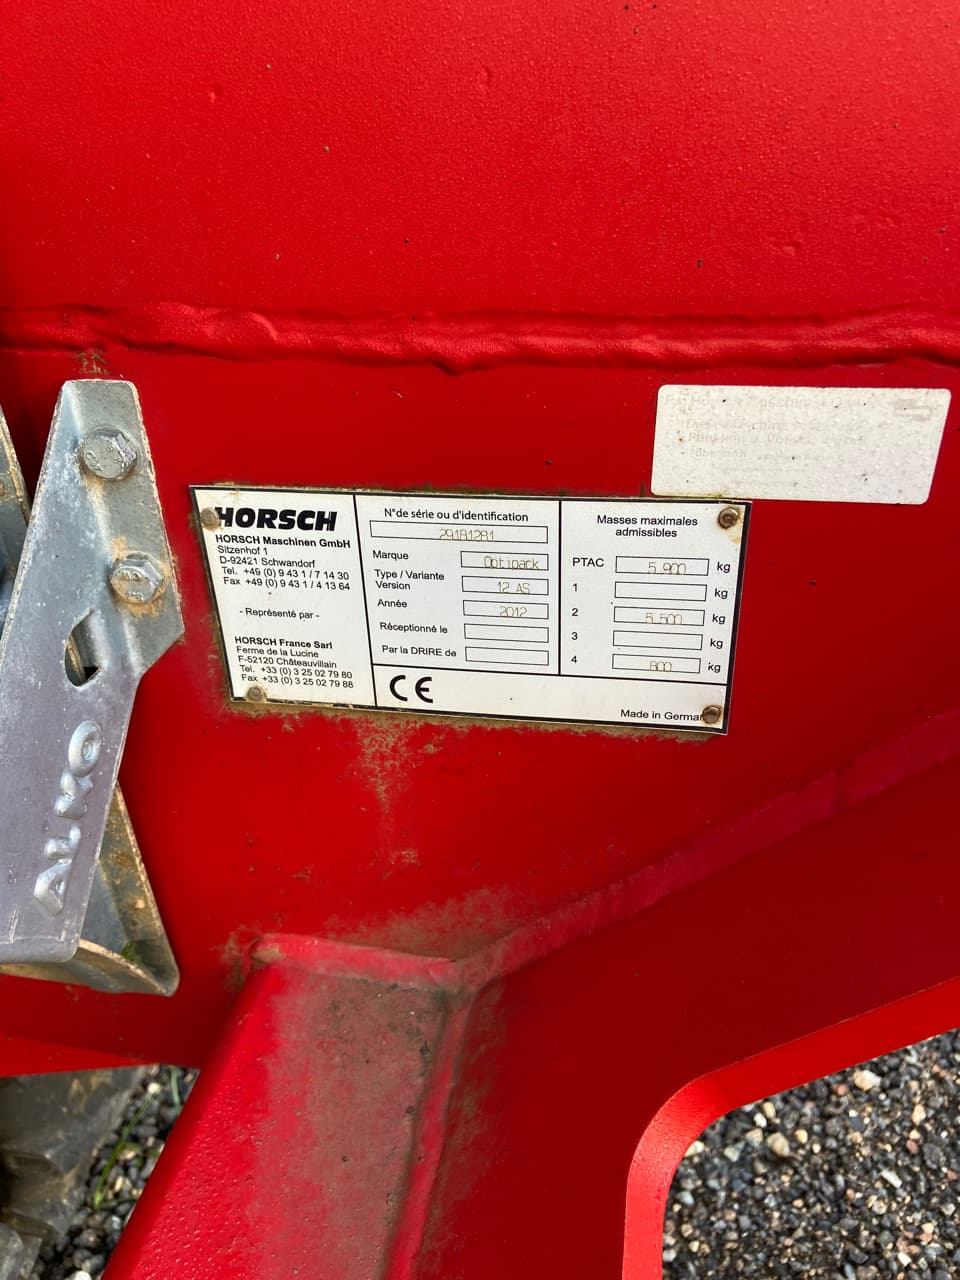 HORSCH
HORSCH Maschinen GmbH
Sitzenhof 1
D-92421 Schwandorf
Tel. +49 (0) 9 43 1 / 7 14 30
Fax +49 (0) 9 43 1 / 4 13 64
- Représenté par -
HORSCH France Sarl
Ferme de la Lucine
F-52120 Châteauvillain
Tel. +33 (0) 3 25 02 79 80
Fax +33 (0) 3 25 02 79 88
N°de série ou d'identification
29181281
Marque Optipack
Type / Variante
Version 12 AS
Année 2012
Réceptionné le
Par la DRIRE de
CE
Masses maximales
admissibles
PTAC 5.900 kg
1 kg
2 5.500 kg
3 kg
4 800 kg
Made in German
AL-KO